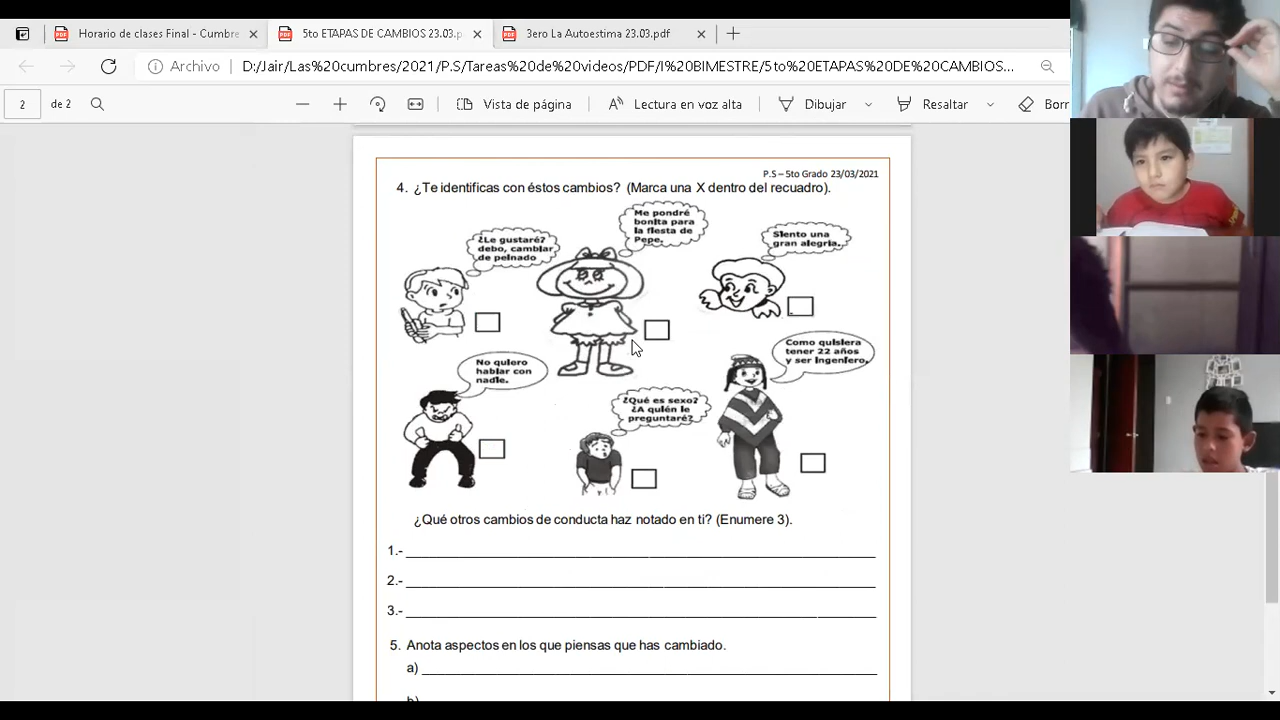 Horario de clases Final - Cumbre
5to ETAPAS DE CAMBIOS 23.03.p
3ero La Autoestima 23.03.pdf
Archivo
D:/Jair/Las%20cumbres/2021/P.S/Tareas%20de%20videos/PDF/I%20BIMESTRE/5to%20ETAPAS%20DE%20CAMBIOS...
2 de 2
Vista de página
Lectura en voz alta
Dibujar
Resaltar
Borr
P.S – 5to Grado 23/03/2021
4. ¿Te identificas con éstos cambios? (Marca una X dentro del recuadro).
¿Le gustaré?
debo, cambiar
de peinado
Me pondré
bonita para
la fiesta de
Pepe.
Siento una
gran alegría.
No quiero
hablar con
nadie.
¿Qué es sexo?
¿A quién le
preguntaré?
Como quisiera
tener 22 años
y ser ingeniero.
¿Qué otros cambios de conducta haz notado en ti? (Enumere 3).
1.-
2.-
3.-
5. Anota aspectos en los que piensas que has cambiado.
a)
b)